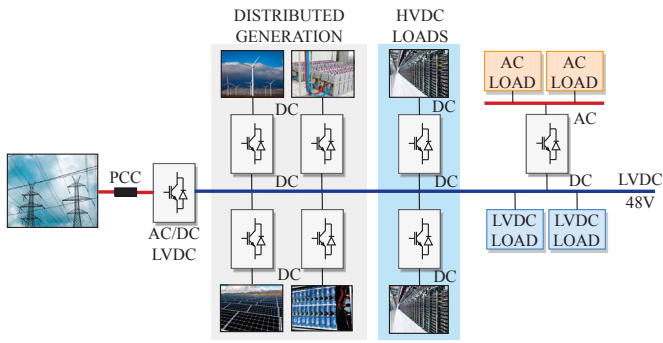 DISTRIBUTED
GENERATION
HVDC
LOADS
AC
LOAD
AC
LOAD
DC
DC
AC
PCC
DC
DC
DC
LVDC
48V
AC/DC
LVDC
LVDC
LOAD
LVDC
LOAD
DC
DC